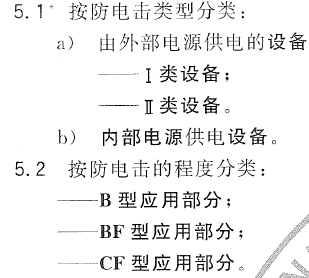 5.1* 按防电击类型分类：
a) 由外部电源供电的设备
——Ⅰ类设备；
——Ⅱ类设备。
b) 内部电源供电设备。
5.2 按防电击的程度分类：
——B 型应用部分；
——BF 型应用部分；
——CF 型应用部分。